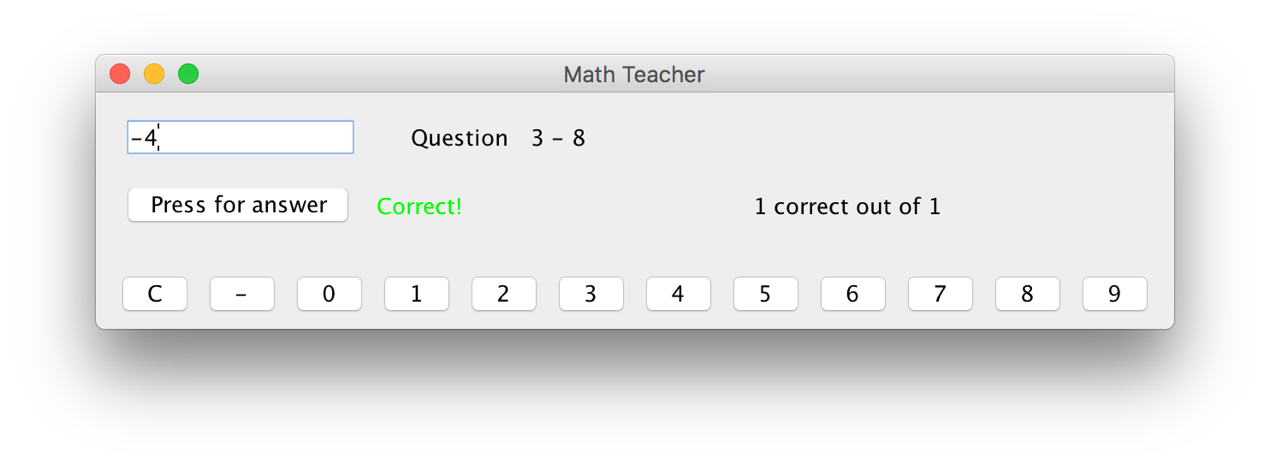 Math Teacher
-4 Question 3 - 8
Press for answer Correct! 1 correct out of 1
C - 0 1 2 3 4 5 6 7 8 9